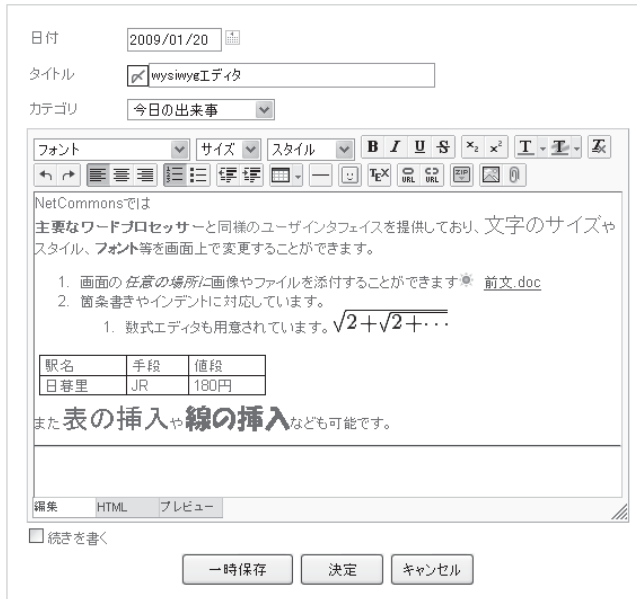 日付 2009/01/20
タイトル wysiwygエディタ
カテゴリ 今日の出来事
フォント サイズ スタイル B I U S x₂ x² T T
TEX URL URL ZIP
NetCommonsでは
主要なワードプロセッサーと同様のユーザインタフェイスを提供しており、文字のサイズや
スタイル、フォント等を画面上で変更することができます。
1. 画面の任意の場所に画像やファイルを添付することができます 前文.doc
2. 箇条書きやインデントに対応しています。
1. 数式エディタも用意されています。√2+√2+···
駅名 手段 値段
日暮里 JR 180円
また表の挿入や線の挿入なども可能です。
編集 HTML プレビュー
続きを書く
一時保存 決定 キャンセル